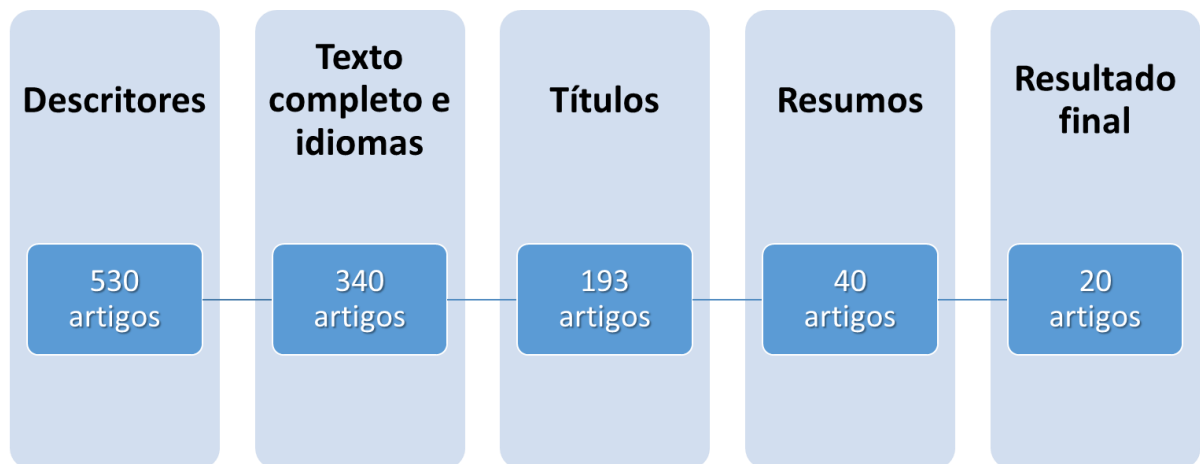 Descritores
Texto
completo e
idiomas
Títulos
Resumos
Resultado
final
530
artigos
340
artigos
193
artigos
40
artigos
20
artigos